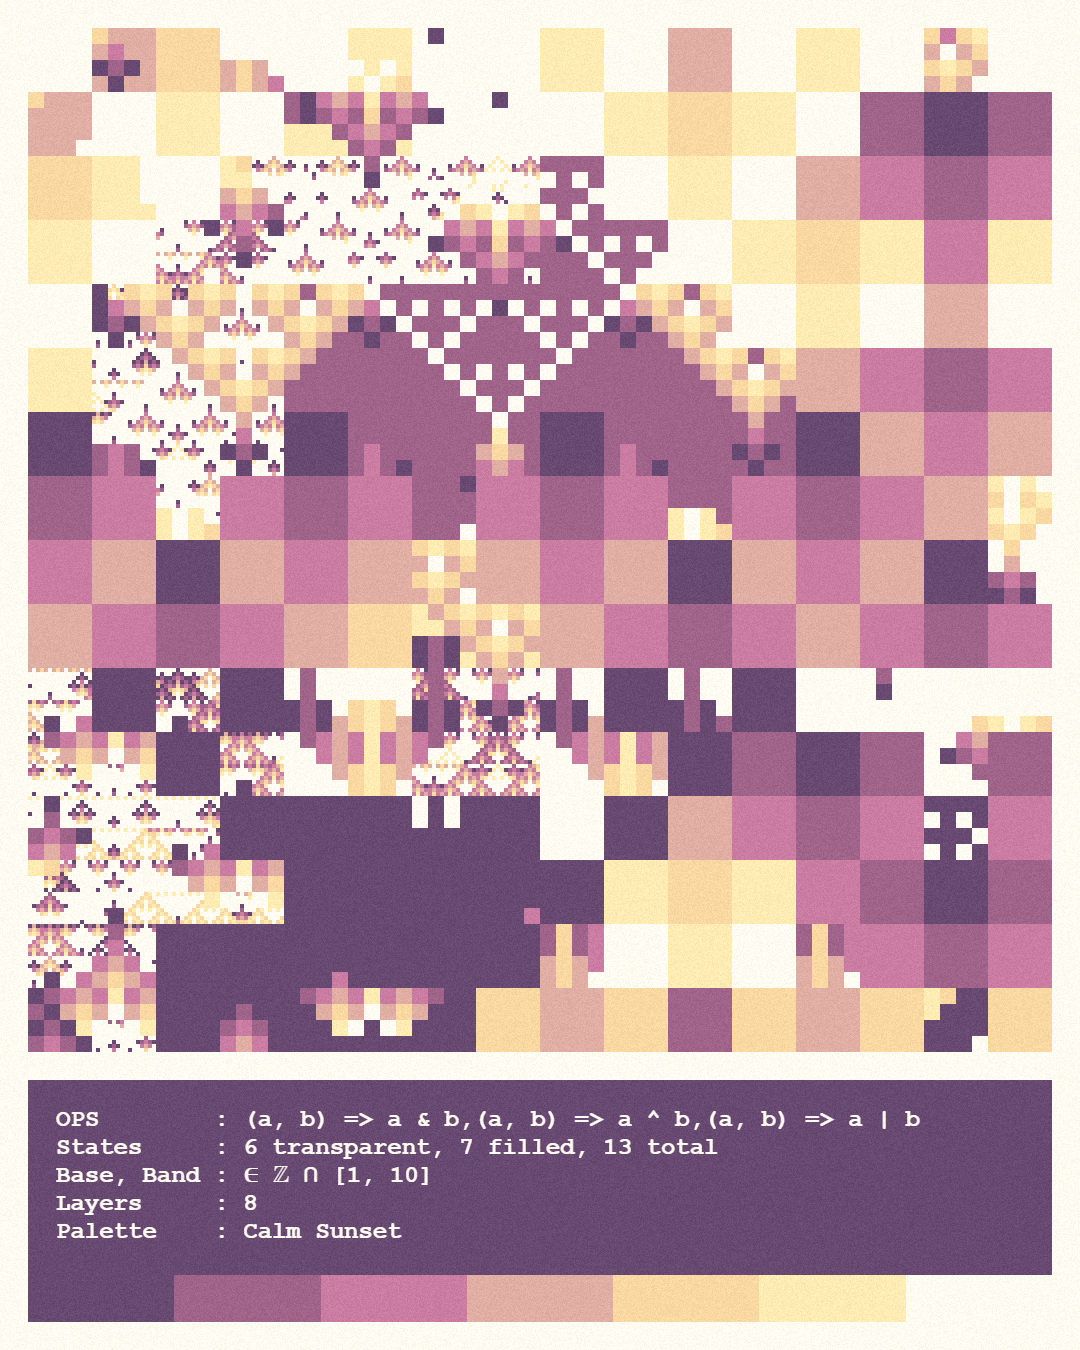 OPS : (a, b) => a & b,(a, b) => a ^ b,(a, b) => a | b
States : 6 transparent, 7 filled, 13 total
Base, Band : ∈ ℤ ∩ [1, 10]
Layers : 8
Palette : Calm Sunset